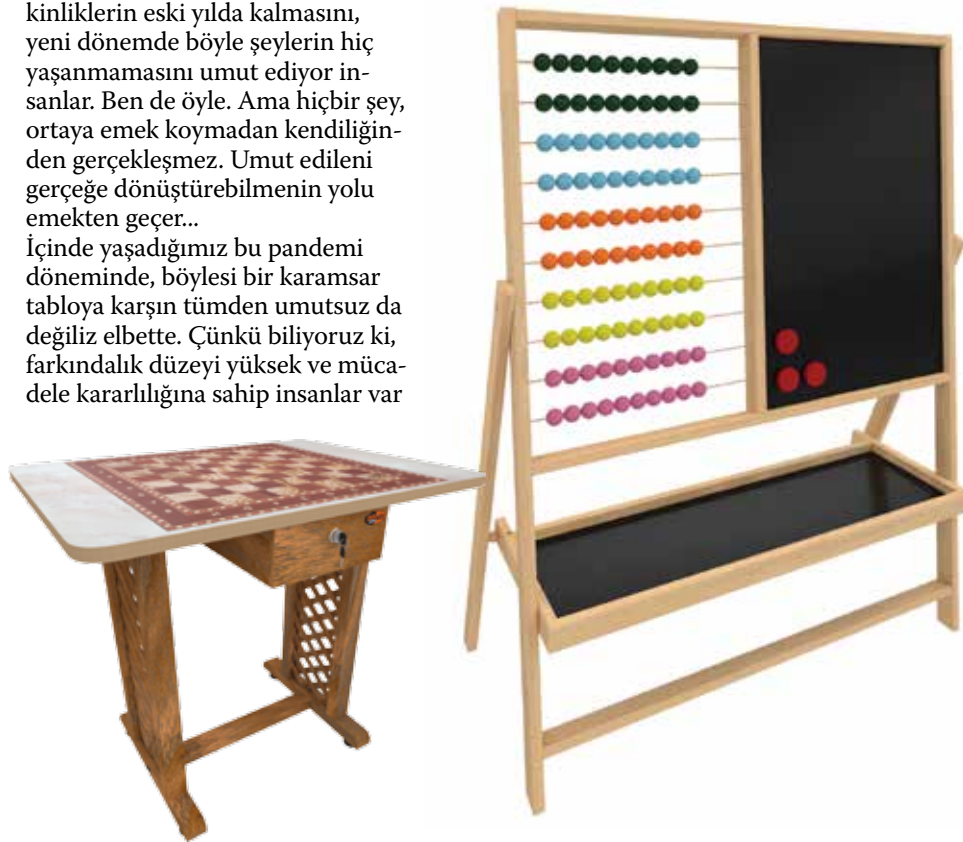 kinliklerin eski yılda kalmasını,
yeni dönemde böyle şeylerin hiç
yaşanmamasını umut ediyor in-
sanlar. Ben de öyle. Ama hiçbir şey,
ortaya emek koymadan kendiliğin-
den gerçekleşmez. Umut edileni
gerçeğe dönüştürebilmenin yolu
emekten geçer...
İçinde yaşadığımız bu pandemi
döneminde, böylesi bir karamsar
tabloya karşın tümden umutsuz da
değiliz elbette. Çünkü biliyoruz ki,
farkındalık düzeyi yüksek ve müca-
dele kararlılığına sahip insanlar var